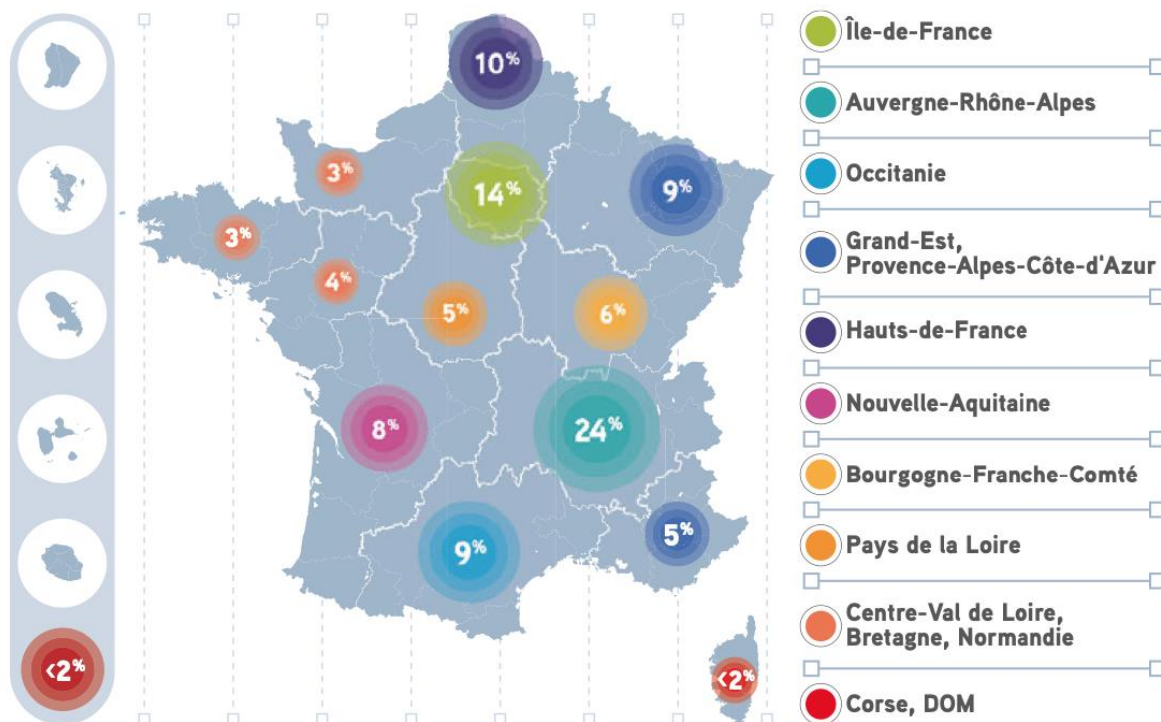 10%
3%
14%
9%
3%
4%
5%
6%
8%
24%
9%
5%
<2%
<2%
Île-de-France
Auvergne-Rhône-Alpes
Occitanie
Grand-Est,
Provence-Alpes-Côte-d'Azur
Hauts-de-France
Nouvelle-Aquitaine
Bourgogne-Franche-Comté
Pays de la Loire
Centre-Val de Loire,
Bretagne, Normandie
Corse, DOM